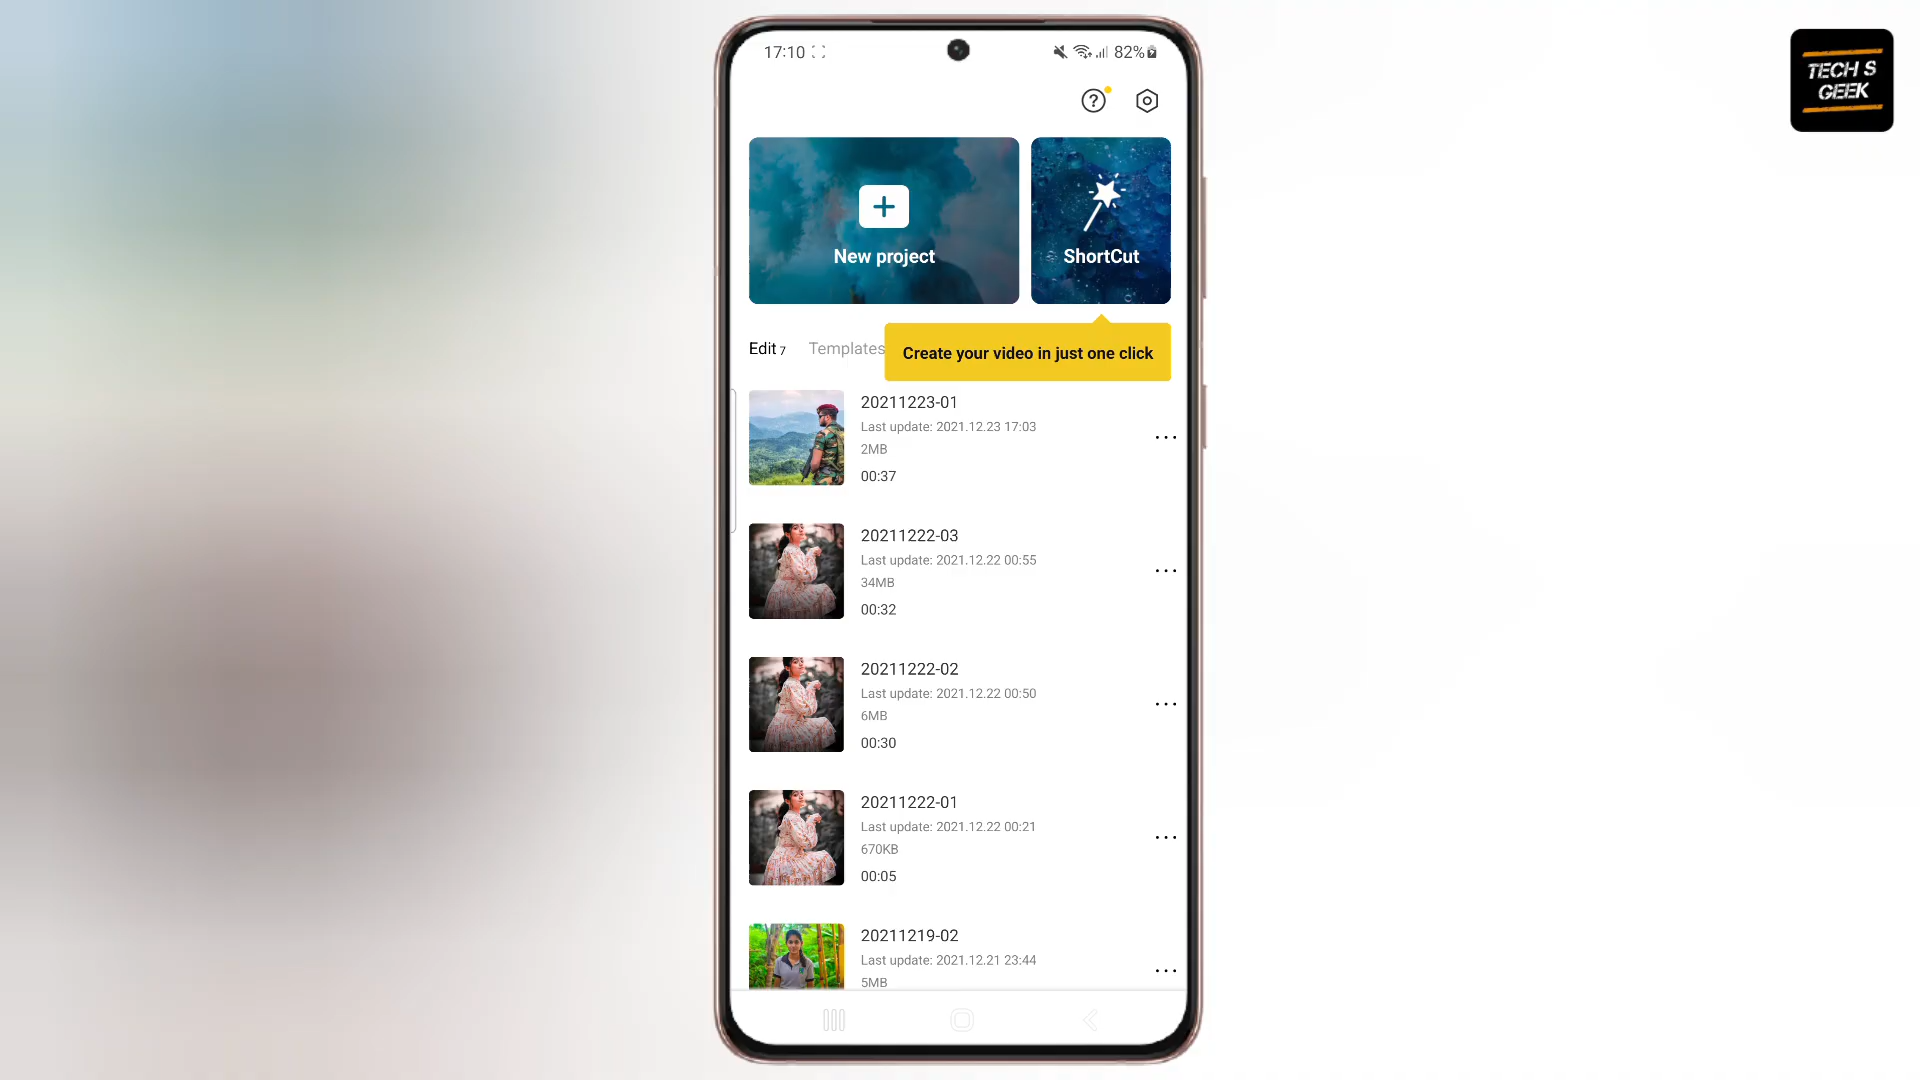 17:10
82%
TECH S
GEEK
New project
ShortCut
Create your video in just one click
Edit 7
Templates
20211223-01
Last update: 2021.12.23 17:03
2MB
00:37
20211222-03
Last update: 2021.12.22 00:55
34MB
00:32
20211222-02
Last update: 2021.12.22 00:50
6MB
00:30
20211222-01
Last update: 2021.12.22 00:21
670KB
00:05
20211219-02
Last update: 2021.12.21 23:44
5MB